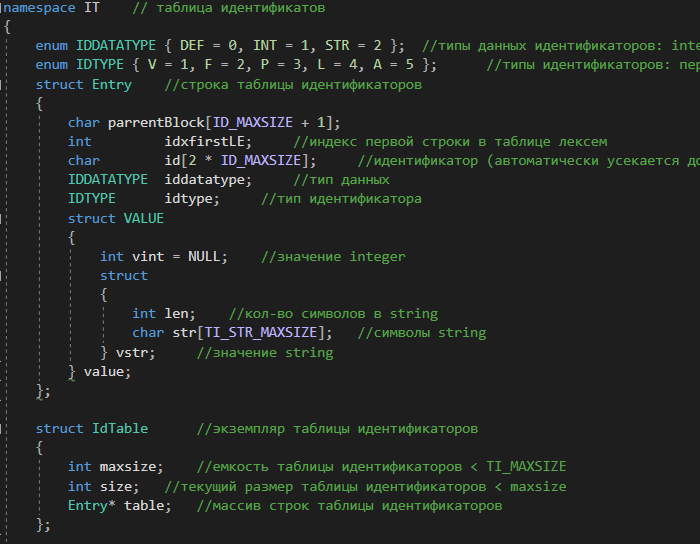 namespace IT    // таблица идентификатов
{
    enum IDDATATYPE { DEF = 0, INT = 1, STR = 2 };  //типы данных идентификаторов:
    enum IDTYPE { V = 1, F = 2, P = 3, L = 4, A = 5 };      //типы идентификаторов:
    struct Entry    //строка таблицы идентификаторов
    {
        char parrentBlock[ID_MAXSIZE + 1];
        int         idxfirstLE;     //индекс первой строки в таблице лексем
        char        id[2 * ID_MAXSIZE];     //идентификатор (автоматически усекается
        IDDATATYPE  iddatatype;     //тип данных
        IDTYPE      idtype;     //тип идентификатора
        struct VALUE
        {
            int vint = NULL;    //значение integer
            struct
            {
                int len;    //кол-во символов в string
                char str[TI_STR_MAXSIZE];   //символы string
            } vstr;     //значение string
        } value;
    };
    struct IdTable      //экземпляр таблицы идентификаторов
    {
        int maxsize;    //емкость таблицы идентификаторов < TI_MAXSIZE
        int size;   //текущий размер таблицы идентификаторов < maxsize
        Entry* table;   //массив строк таблицы идентификаторов
    };